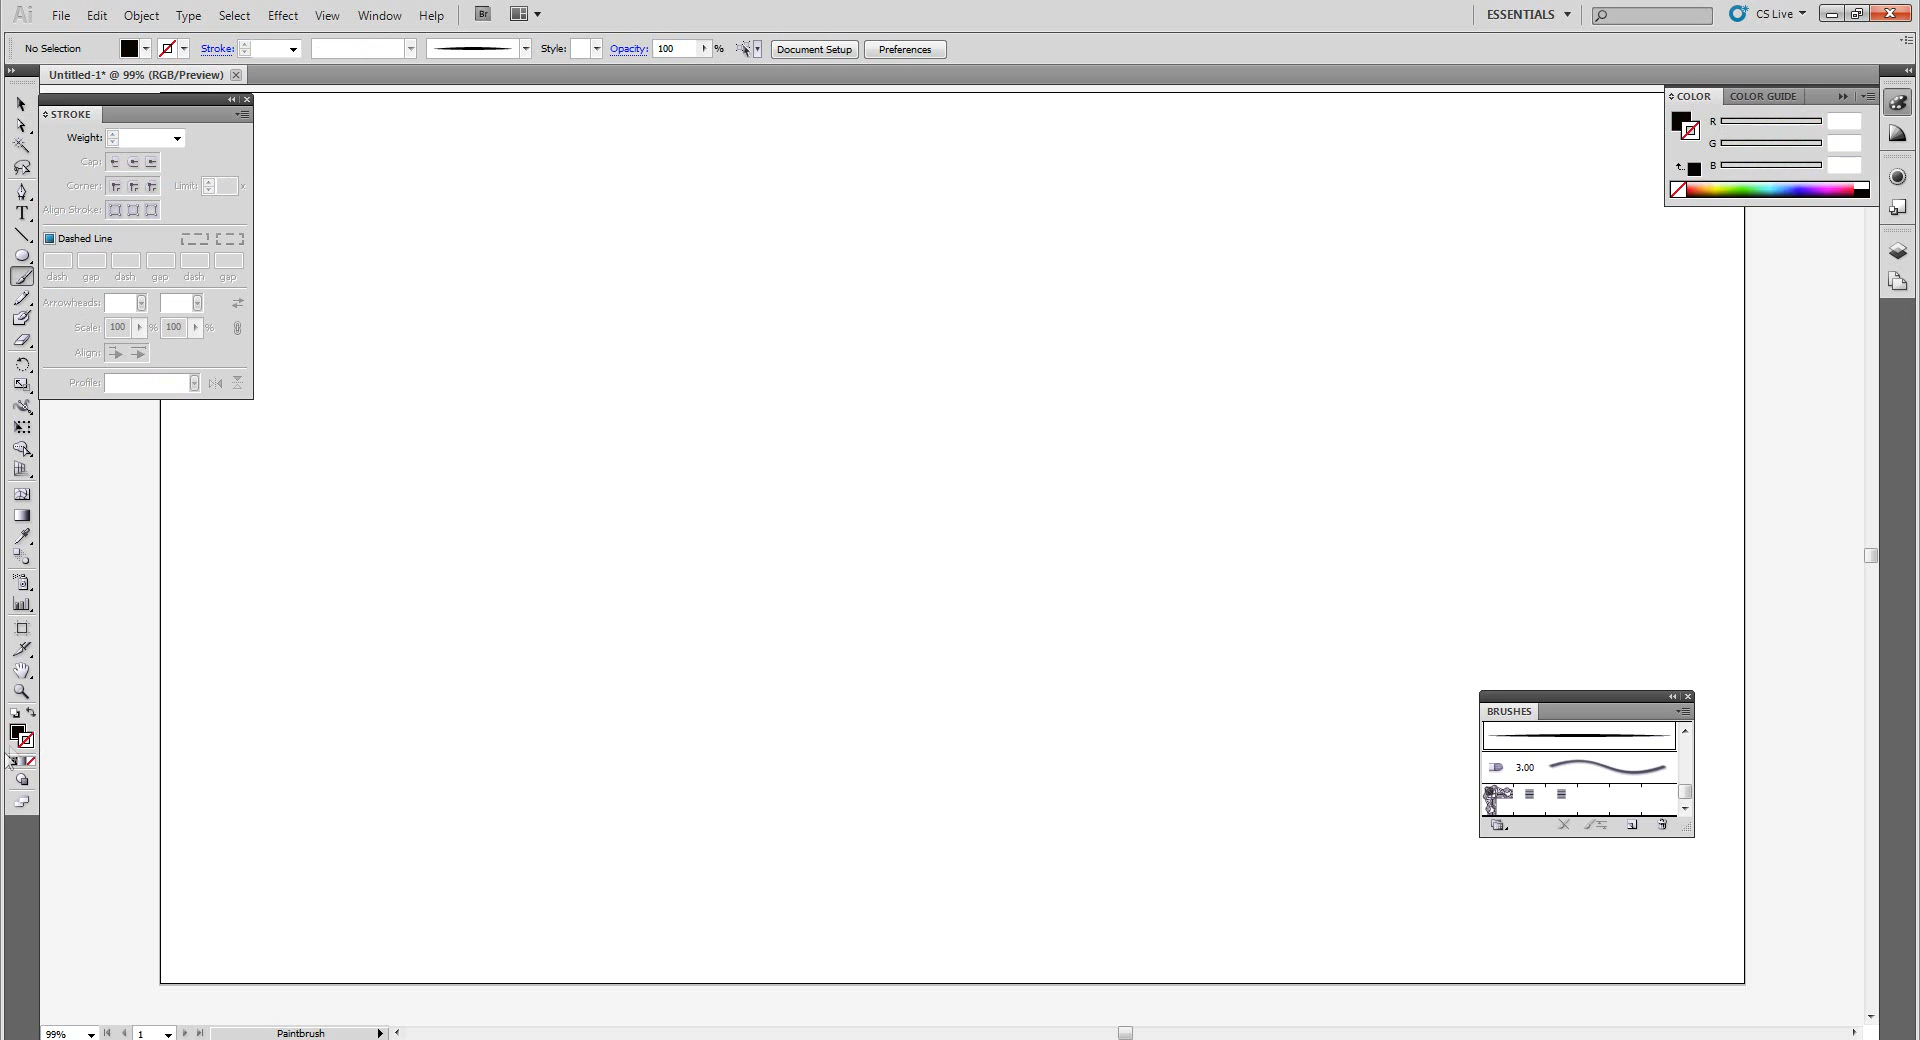 Ai File Edit Object Type Select Effect View Window Help Br ESSENTIALS CS Live
No Selection Stroke: Style: Opacity: 100 % Document Setup Preferences
Untitled-1* @ 99% (RGB/Preview)
STROKE
Weight:
Cap:
Corner: Limit: x
Align Stroke:
Dashed Line
dash gap dash gap dash gap
Arrowheads:
Scale: 100 % 100 %
Align:
Profile:
T
COLOR COLOR GUIDE
R
G
B
BRUSHES
3.00
99% 1 Paintbrush